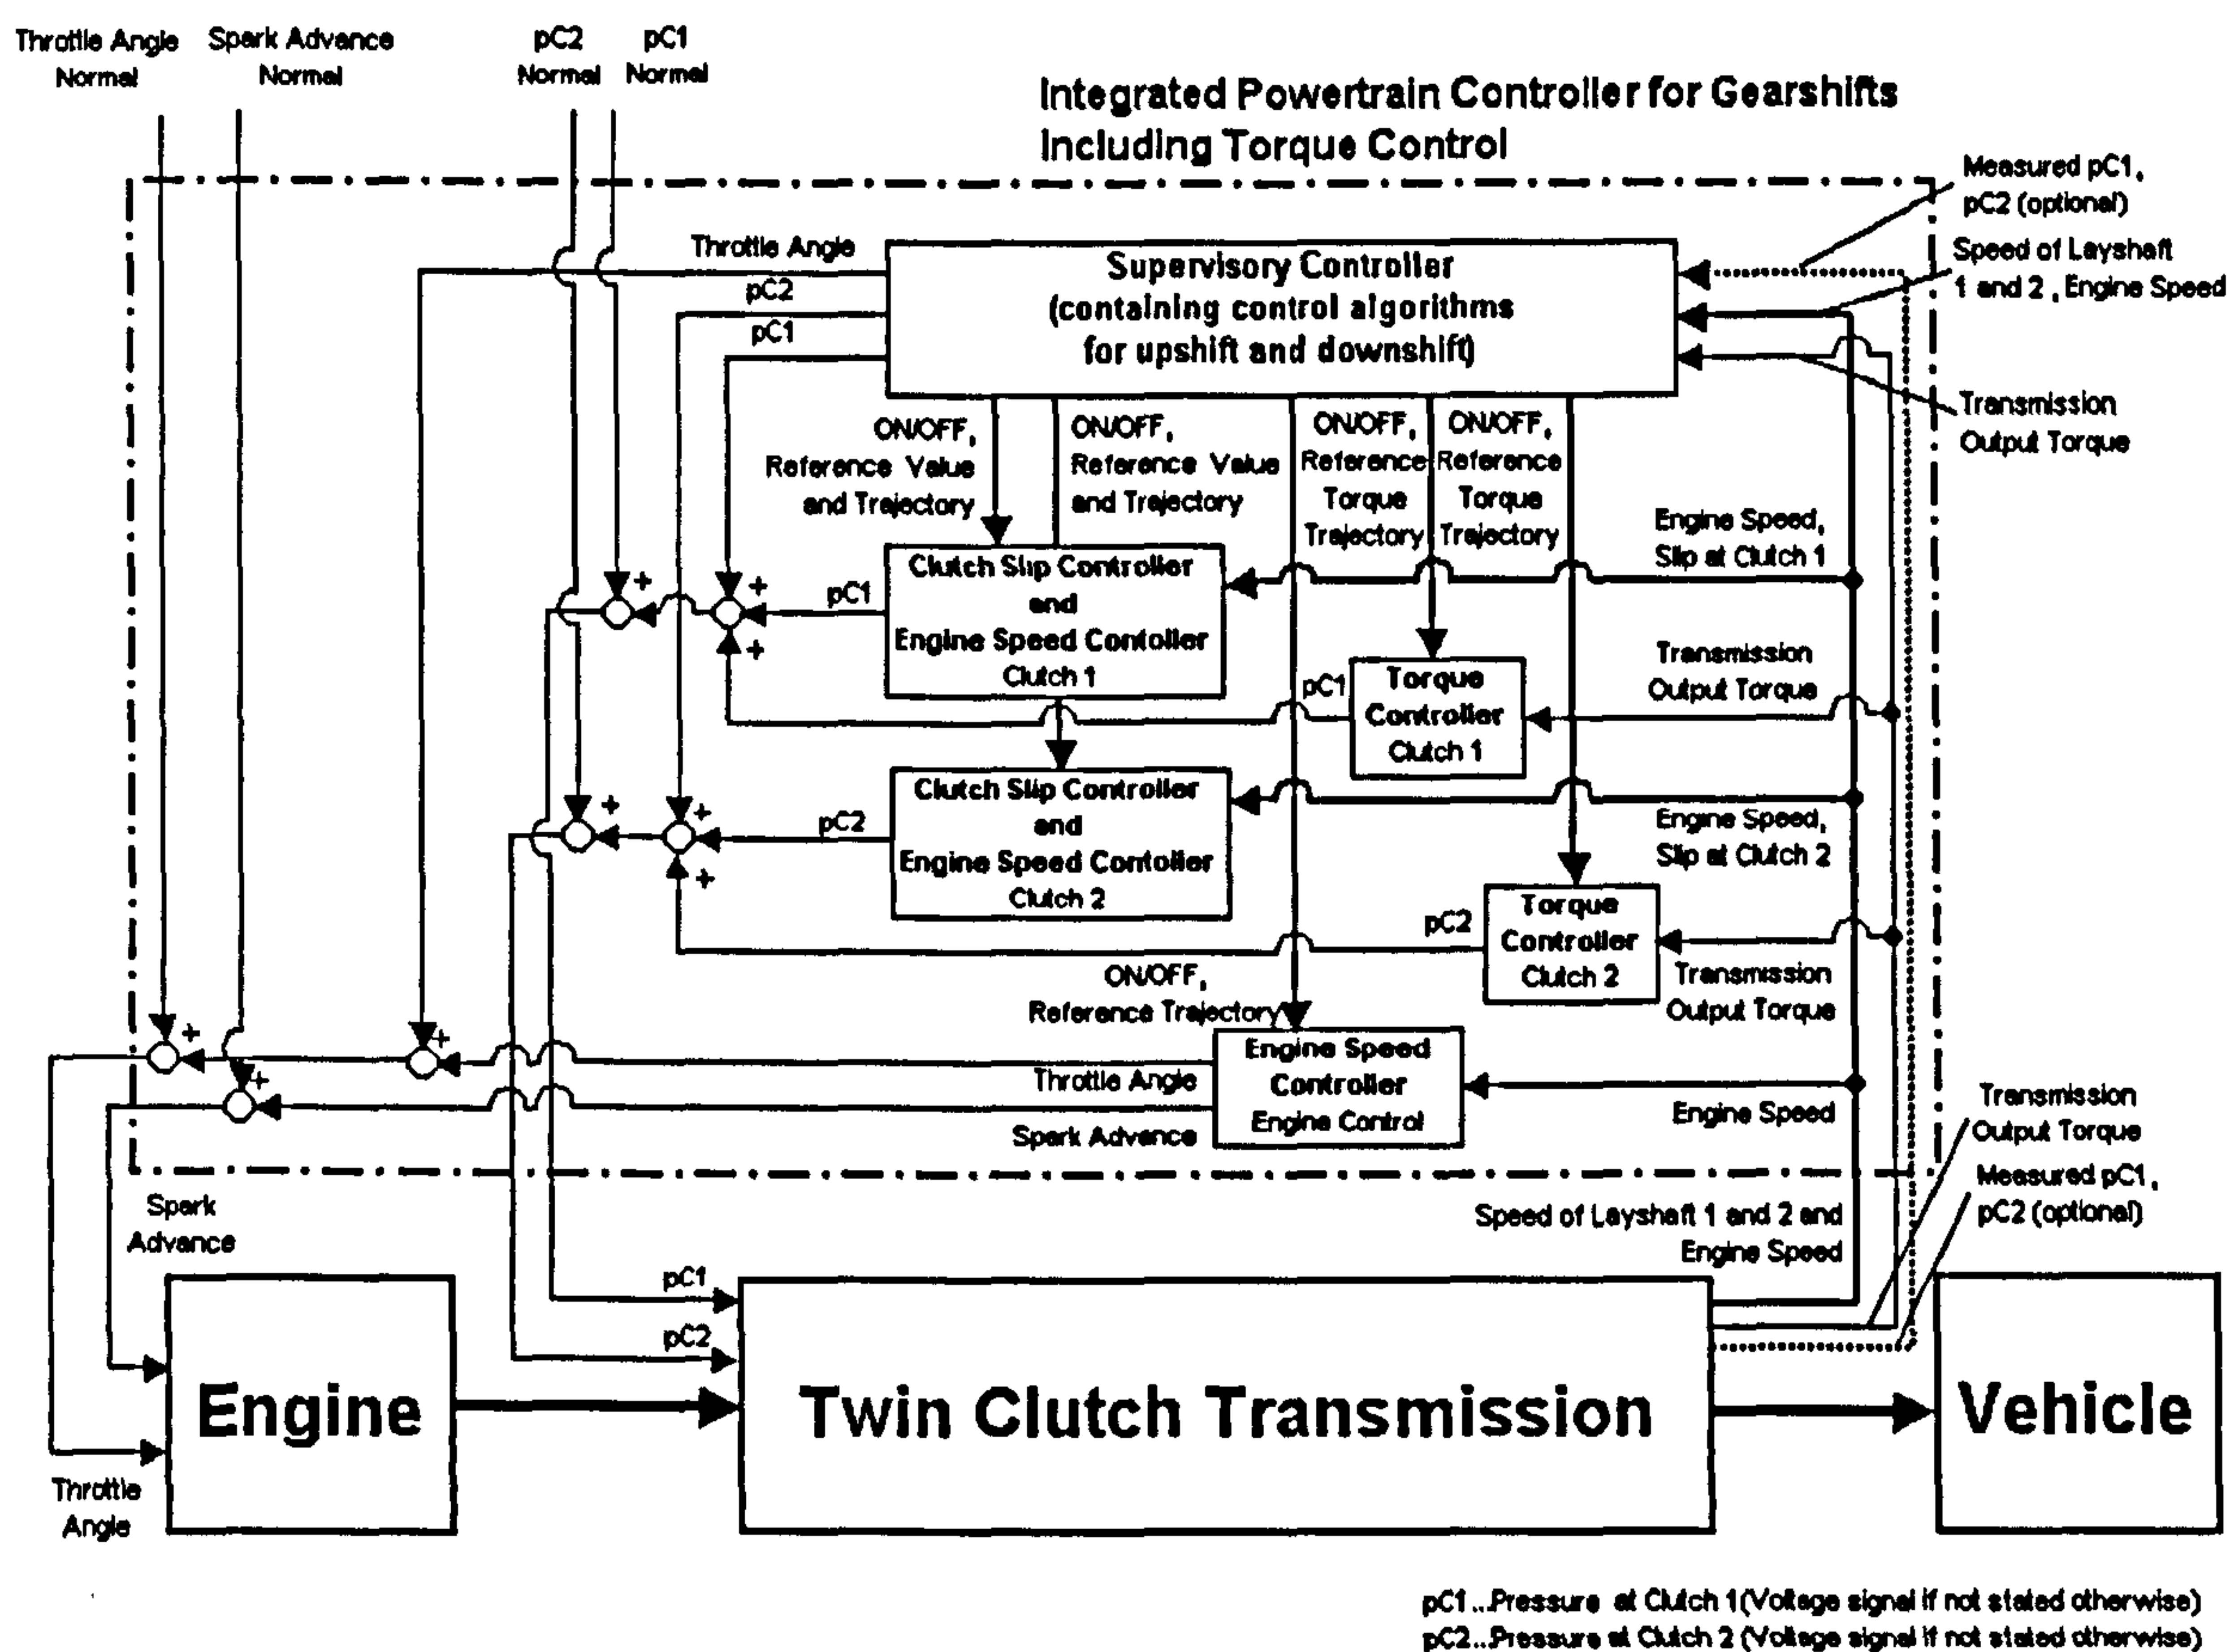 Throttle Angle
Normal
Spark Advance
Normal
pC2
Normal
pC1
Normal
Integrated Powertrain Controller for Gearshifts
Including Torque Control
Measured pC1,
pC2 (optional)
Speed of Layshaft
1 and 2 , Engine Speed
Transmission
Output Torque
Throttle Angle
pC2
pC1
Supervisory Controller
(containing control algorithms
for upshift and downshift)
ON/OFF,
Reference Value
and Trajectory
ON/OFF,
Reference Value
and Trajectory
ON/OFF,
Reference
Torque
Trajectory
ON/OFF,
Reference
Torque
Trajectory
Engine Speed,
Slip at Clutch 1
+
+
+
pC1
Clutch Slip Controller
and
Engine Speed Contoller
Clutch 1
pC1
Torque
Controller
Clutch 1
Transmission
Output Torque
+
+
+
pC2
Clutch Slip Controller
and
Engine Speed Contoller
Clutch 2
Engine Speed,
Slip at Clutch 2
pC2
Torque
Controller
Clutch 2
Transmission
Output Torque
ON/OFF,
Reference Trajectory
+
+
+
Throttle Angle
Spark Advance
Engine Speed
Controller
Engine Control
Engine Speed
Transmission
Output Torque
Measured pC1,
pC2 (optional)
Spark
Advance
Speed of Layshaft 1 and 2 and
Engine Speed
pC1
pC2
Engine
Twin Clutch Transmission
Vehicle
Throttle
Angle
pC1...Pressure at Clutch 1(Voltage signal if not stated otherwise)
pC2...Pressure at Clutch 2 (Voltage signal if not stated otherwise)